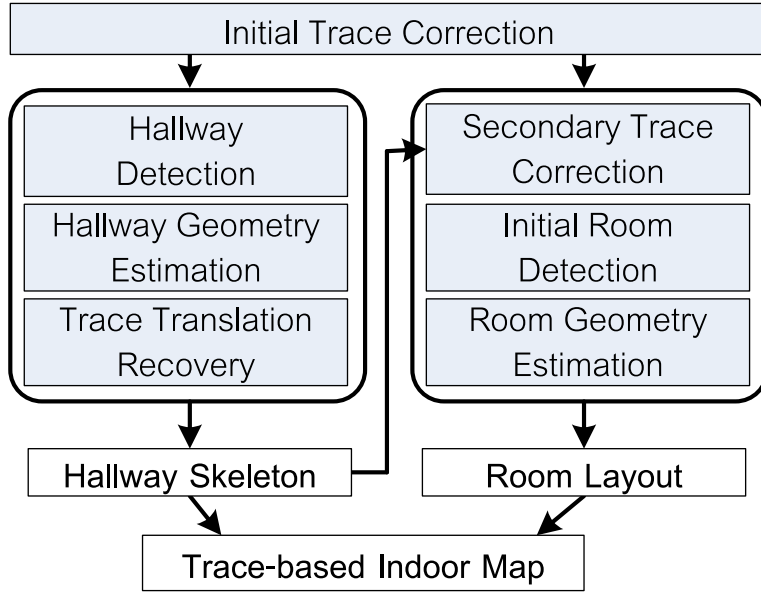 Initial Trace Correction
Hallway
Detection
Hallway Geometry
Estimation
Trace Translation
Recovery
Secondary Trace
Correction
Initial Room
Detection
Room Geometry
Estimation
Hallway Skeleton
Room Layout
Trace-based Indoor Map